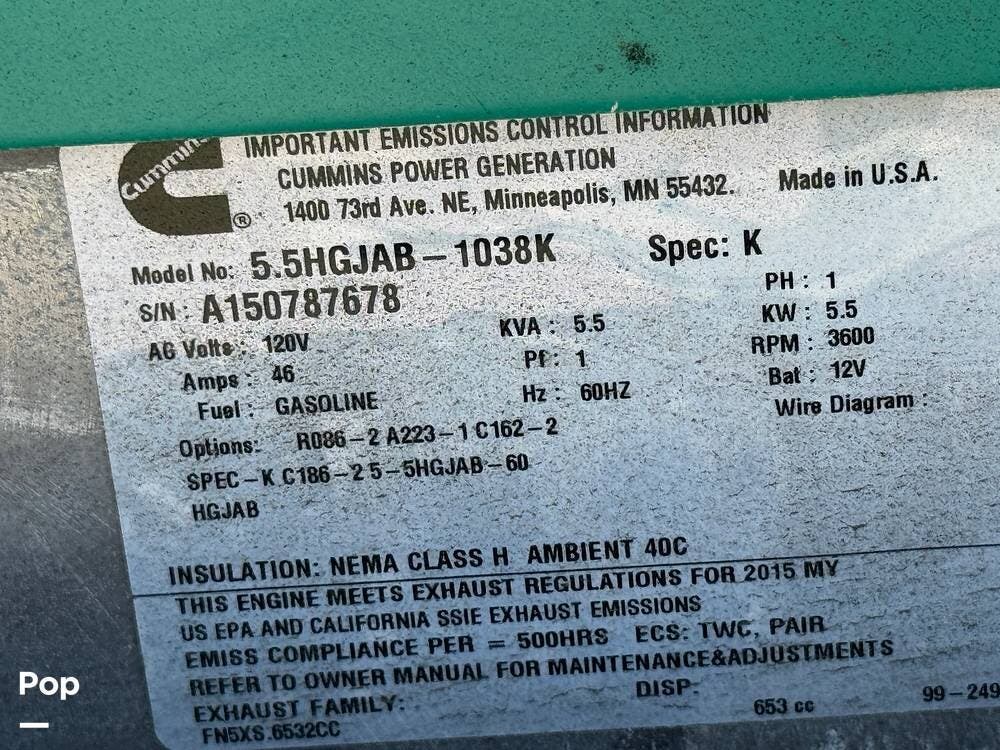 Cummins
®
IMPORTANT EMISSIONS CONTROL INFORMATION
CUMMINS POWER GENERATION
1400 73rd Ave. NE, Minneapolis, MN 55432. Made in U.S.A.
Model No: 5.5HGJAB-1038K Spec: K
S/N: A150787678 PH: 1
AC Volts: 120V KVA: 5.5 KW: 5.5
Amps: 46 Pf: 1 RPM: 3600
Fuel: GASOLINE Hz: 60HZ Bat: 12V
Options: R086-2 A223-1 C162-2 Wire Diagram:
SPEC-K C186-2 5-5HGJAB-60
HGJAB
INSULATION: NEMA CLASS H AMBIENT 40C
THIS ENGINE MEETS EXHAUST REGULATIONS FOR 2015 MY
US EPA AND CALIFORNIA SSIE EXHAUST EMISSIONS
EMISS COMPLIANCE PER = 500HRS ECS: TWC, PAIR
REFER TO OWNER MANUAL FOR MAINTENANCE&ADJUSTMENTS
EXHAUST FAMILY: DISP:
FN5XS.6532CC 653 cc 99-249
Pop